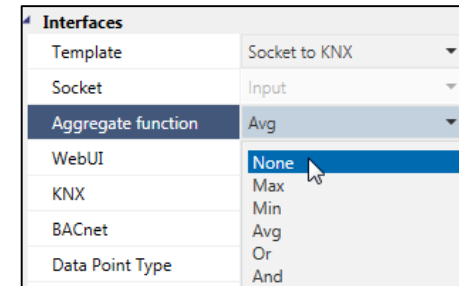 Interfaces
Template Socket to KNX
Socket Input
Aggregate function Avg
WebUI None
KNX Max
Min
BACnet Avg
Data Point Type Or
And